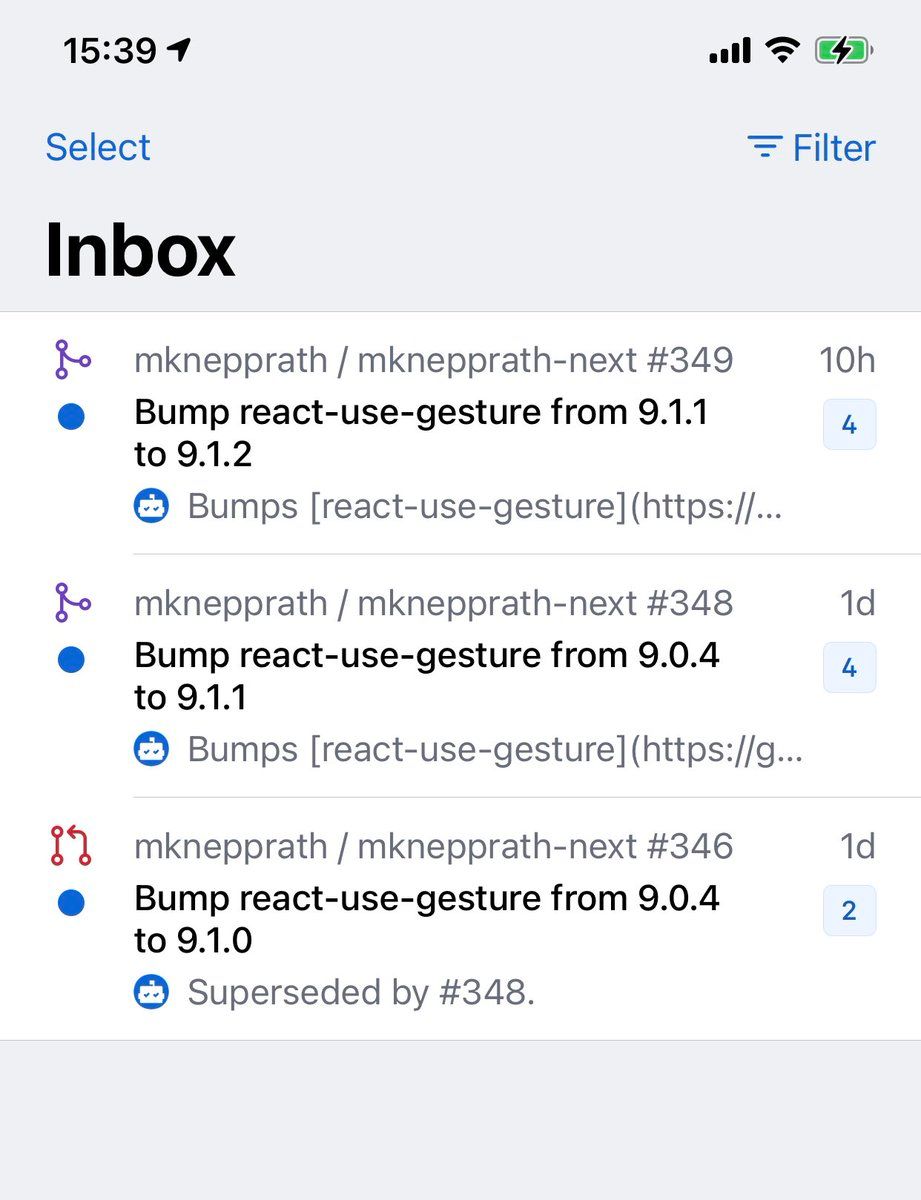 15:39
Select
Filter
Inbox
mknepprath / mknepprath-next #349 10h
Bump react-use-gesture from 9.1.1
to 9.1.2
4
Bumps [react-use-gesture](https://...
mknepprath / mknepprath-next #348 1d
Bump react-use-gesture from 9.0.4
to 9.1.1
4
Bumps [react-use-gesture](https://g...
mknepprath / mknepprath-next #346 1d
Bump react-use-gesture from 9.0.4
to 9.1.0
2
Superseded by #348.